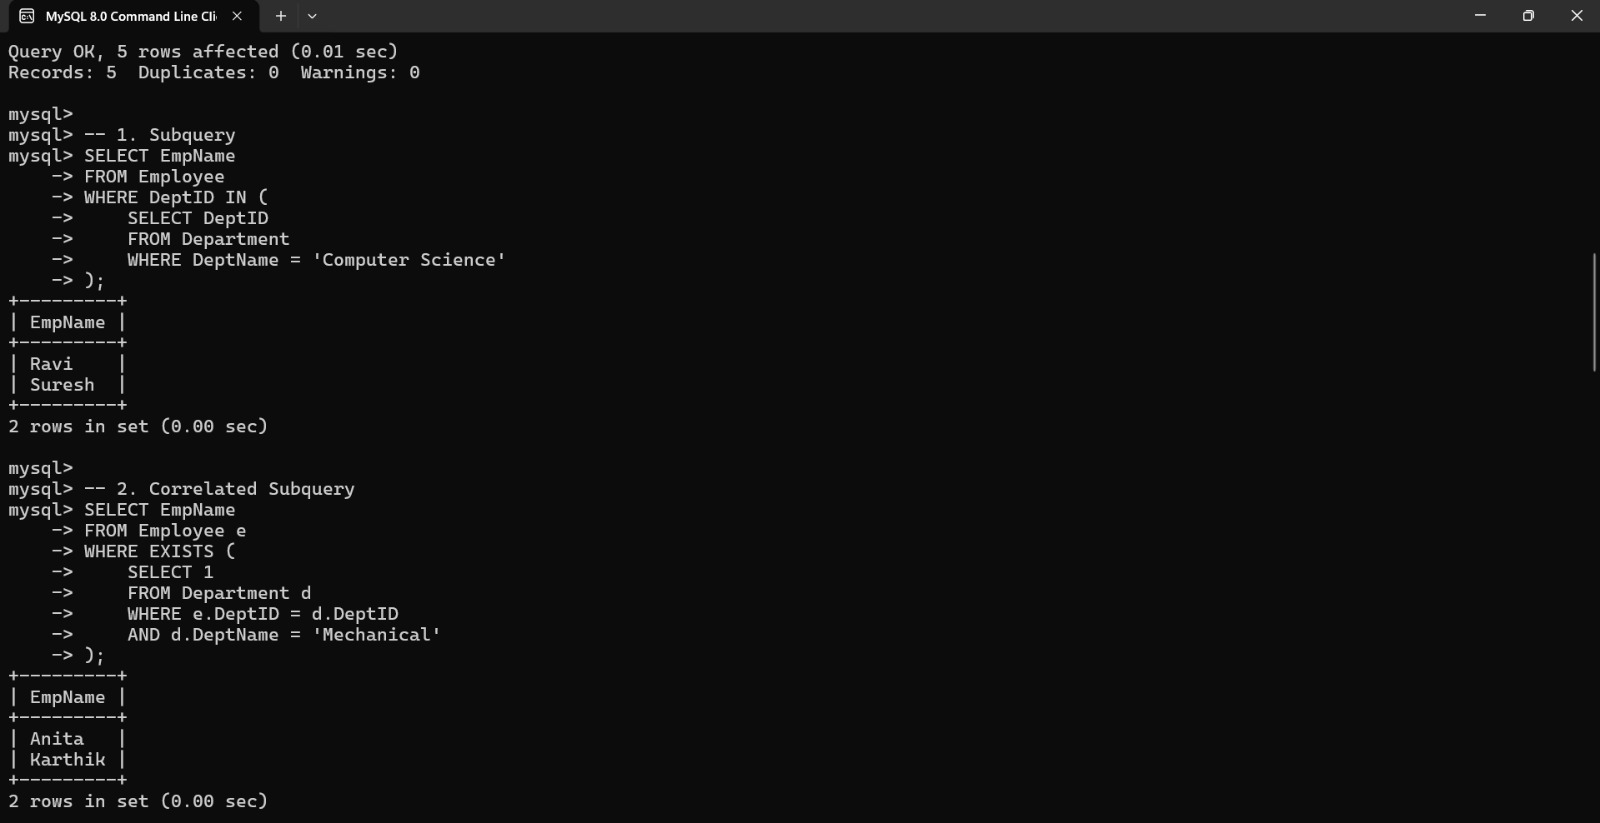 MySQL 8.0 Command Line Cli
Query OK, 5 rows affected (0.01 sec)
Records: 5  Duplicates: 0  Warnings: 0
mysql>
mysql> -- 1. Subquery
mysql> SELECT EmpName
    -> FROM Employee
    -> WHERE DeptID IN (
    ->     SELECT DeptID
    ->     FROM Department
    ->     WHERE DeptName = 'Computer Science'
    -> );
+---------+
| EmpName |
+---------+
| Ravi    |
| Suresh  |
+---------+
2 rows in set (0.00 sec)
mysql>
mysql> -- 2. Correlated Subquery
mysql> SELECT EmpName
    -> FROM Employee e
    -> WHERE EXISTS (
    ->     SELECT 1
    ->     FROM Department d
    ->     WHERE e.DeptID = d.DeptID
    ->     AND d.DeptName = 'Mechanical'
    -> );
+---------+
| EmpName |
+---------+
| Anita   |
| Karthik |
+---------+
2 rows in set (0.00 sec)